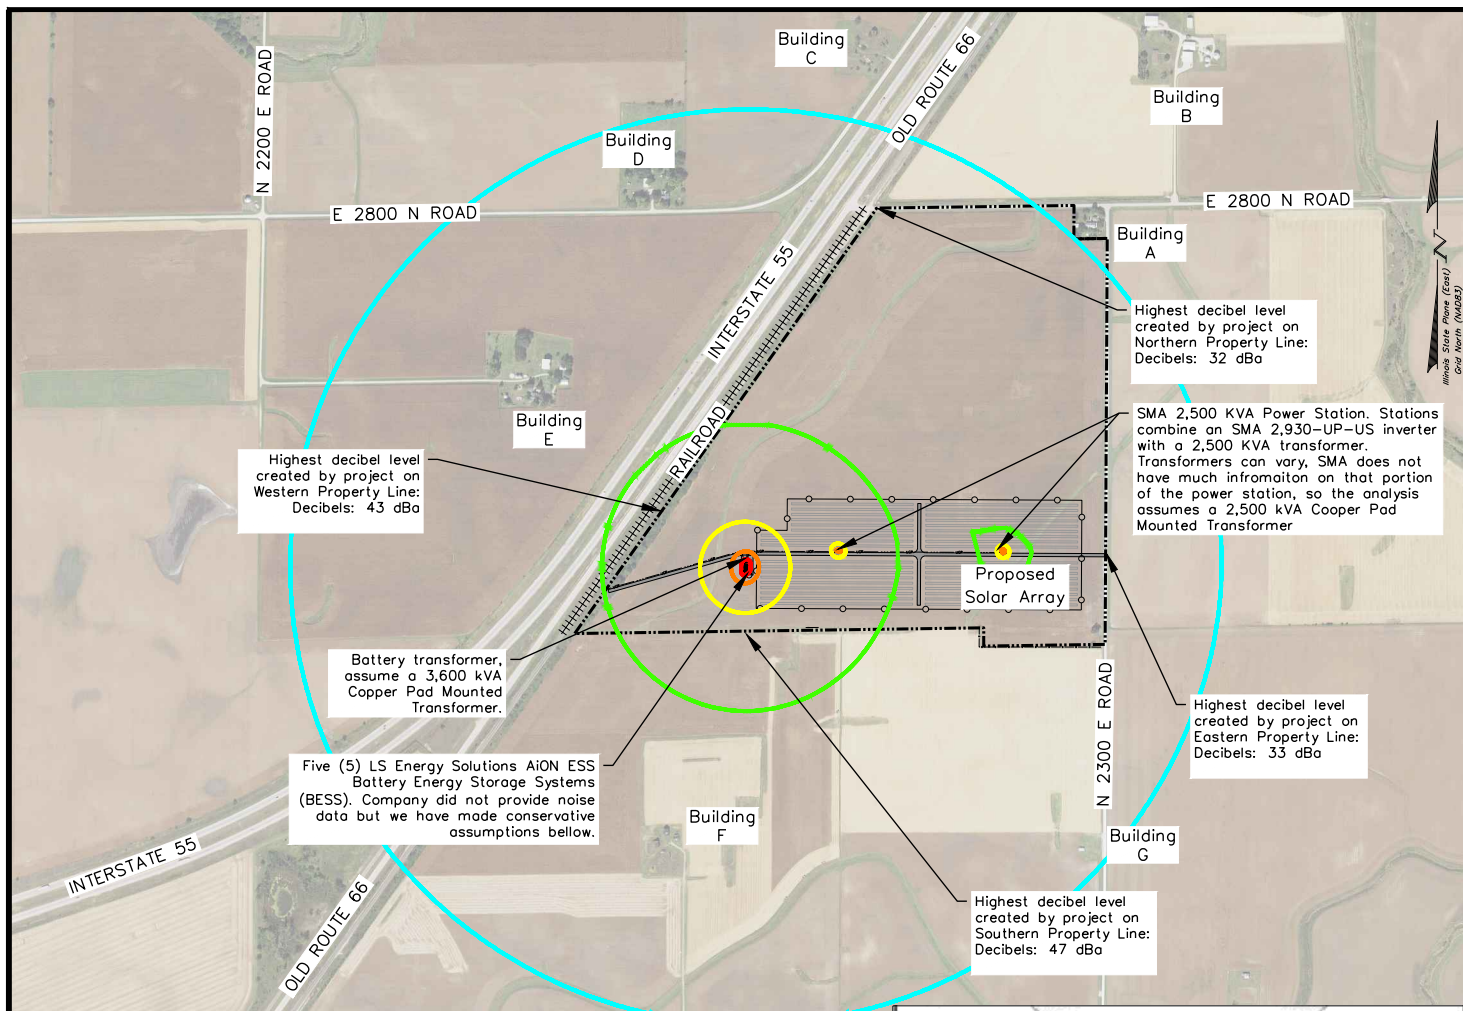 Building
C
OLD ROUTE 66
Building
B
N 2200 E ROAD
Building
D
E 2800 N ROAD
E 2800 N ROAD
Building
A
N
Illinois State Plane (East)
Grid North (NAD83)
INTERSTATE 55
Highest decibel level
created by project on
Northern Property Line:
Decibels: 32 dBa
Building
E
RAILROAD
SMA 2,500 KVA Power Station. Stations
combine an SMA 2,930-UP-US inverter
with a 2,500 KVA transformer.
Transformers can vary, SMA does not
have much infromaiton on that portion
of the power station, so the analysis
assumes a 2,500 kVA Cooper Pad
Mounted Transformer
Highest decibel level
created by project on
Western Property Line:
Decibels: 43 dBa
Proposed
Solar Array
Battery transformer,
assume a 3,600 kVA
Copper Pad Mounted
Transformer.
N 2300 E ROAD
Highest decibel level
created by project on
Eastern Property Line:
Decibels: 33 dBa
Five (5) LS Energy Solutions AiON ESS
Battery Energy Storage Systems
(BESS). Company did not provide noise
data but we have made conservative
assumptions bellow.
Building
F
Building
G
INTERSTATE 55
OLD ROUTE 66
Highest decibel level
created by project on
Southern Property Line:
Decibels: 47 dBa